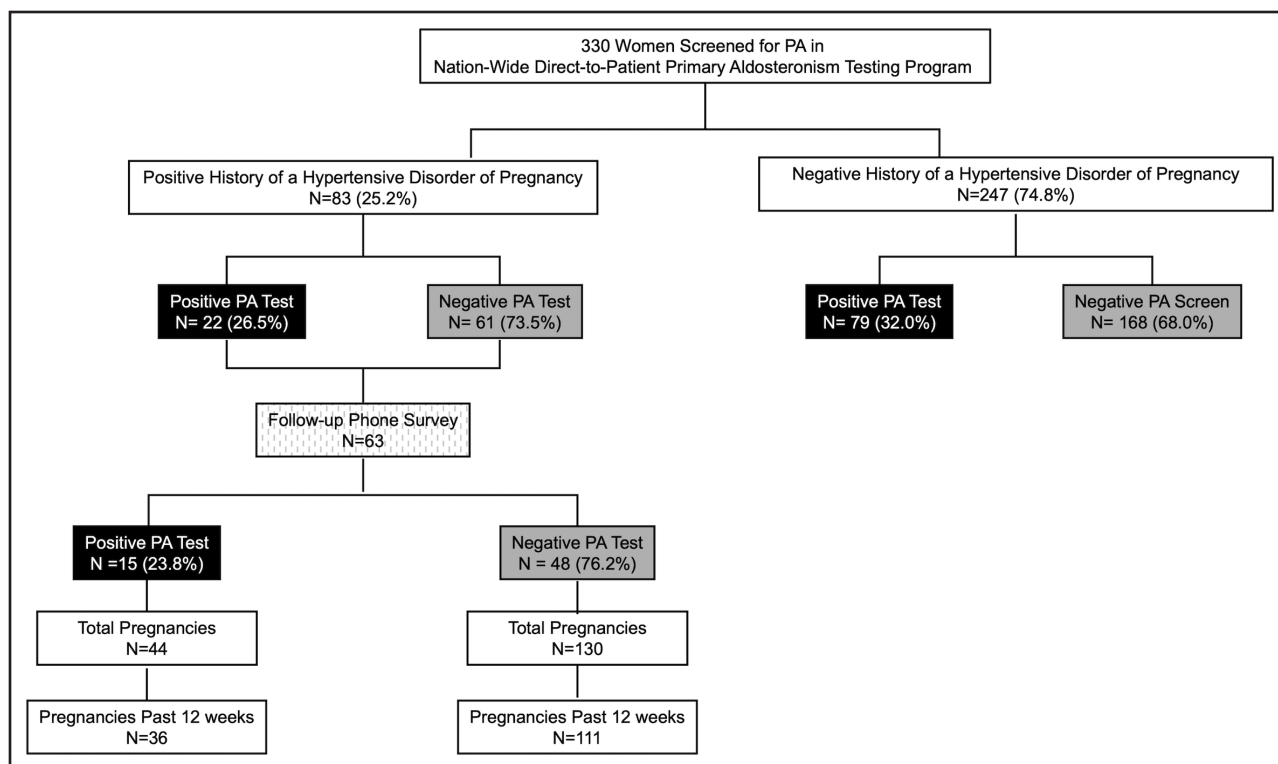 330 Women Screened for PA in
Nation-Wide Direct-to-Patient Primary Aldosteronism Testing Program
Positive History of a Hypertensive Disorder of Pregnancy
N=83 (25.2%)
Negative History of a Hypertensive Disorder of Pregnancy
N=247 (74.8%)
Positive PA Test
N= 22 (26.5%)
Negative PA Test
N= 61 (73.5%)
Positive PA Test
N= 79 (32.0%)
Negative PA Screen
N= 168 (68.0%)
Follow-up Phone Survey
N=63
Positive PA Test
N =15 (23.8%)
Negative PA Test
N = 48 (76.2%)
Total Pregnancies
N=44
Total Pregnancies
N=130
Pregnancies Past 12 weeks
N=36
Pregnancies Past 12 weeks
N=111